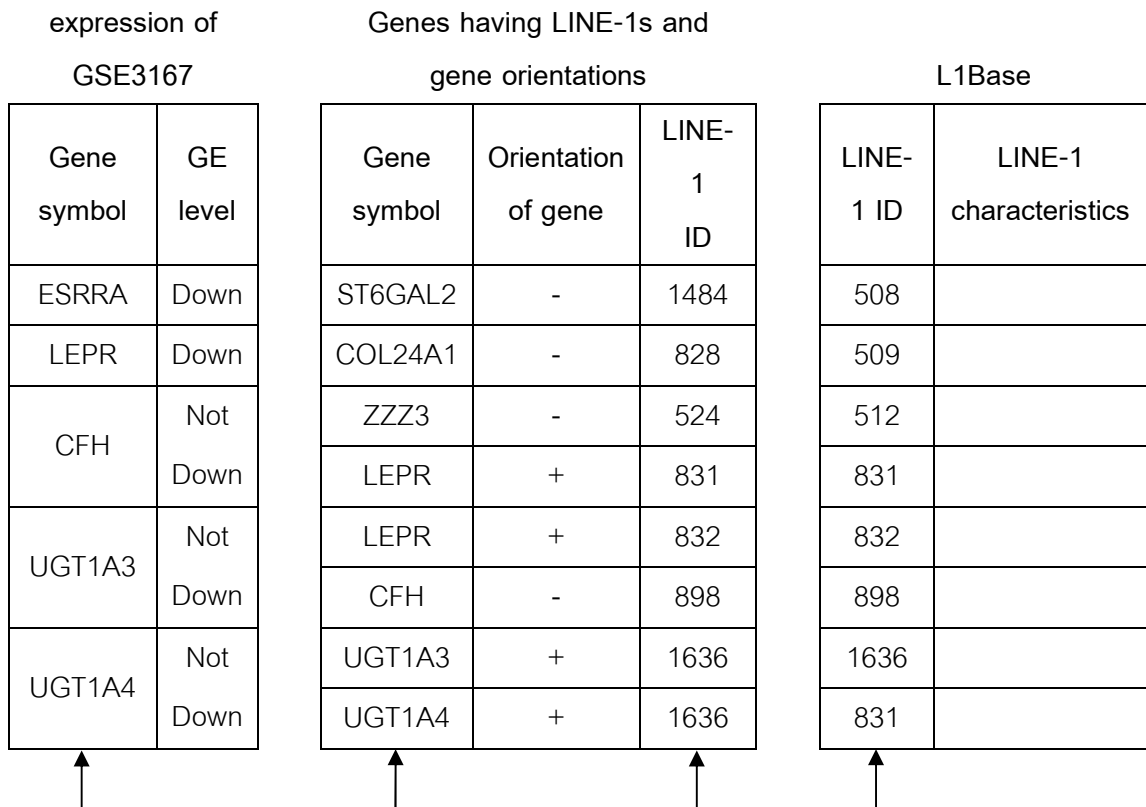 expression of
GSE3167
Gene
symbol
GE
level
ESRRA Down
LEPR Down
CFH
Not
Down
UGT1A3
Not
Down
UGT1A4
Not
Down
Genes having LINE-1s and
gene orientations
Gene
symbol
Orientation
of gene
LINE-
1
ID
ST6GAL2 - 1484
COL24A1 - 828
ZZZ3 - 524
LEPR + 831
LEPR + 832
CFH - 898
UGT1A3 + 1636
UGT1A4 + 1636
L1Base
LINE-
1 ID
LINE-1
characteristics
508
509
512
831
832
898
1636
831